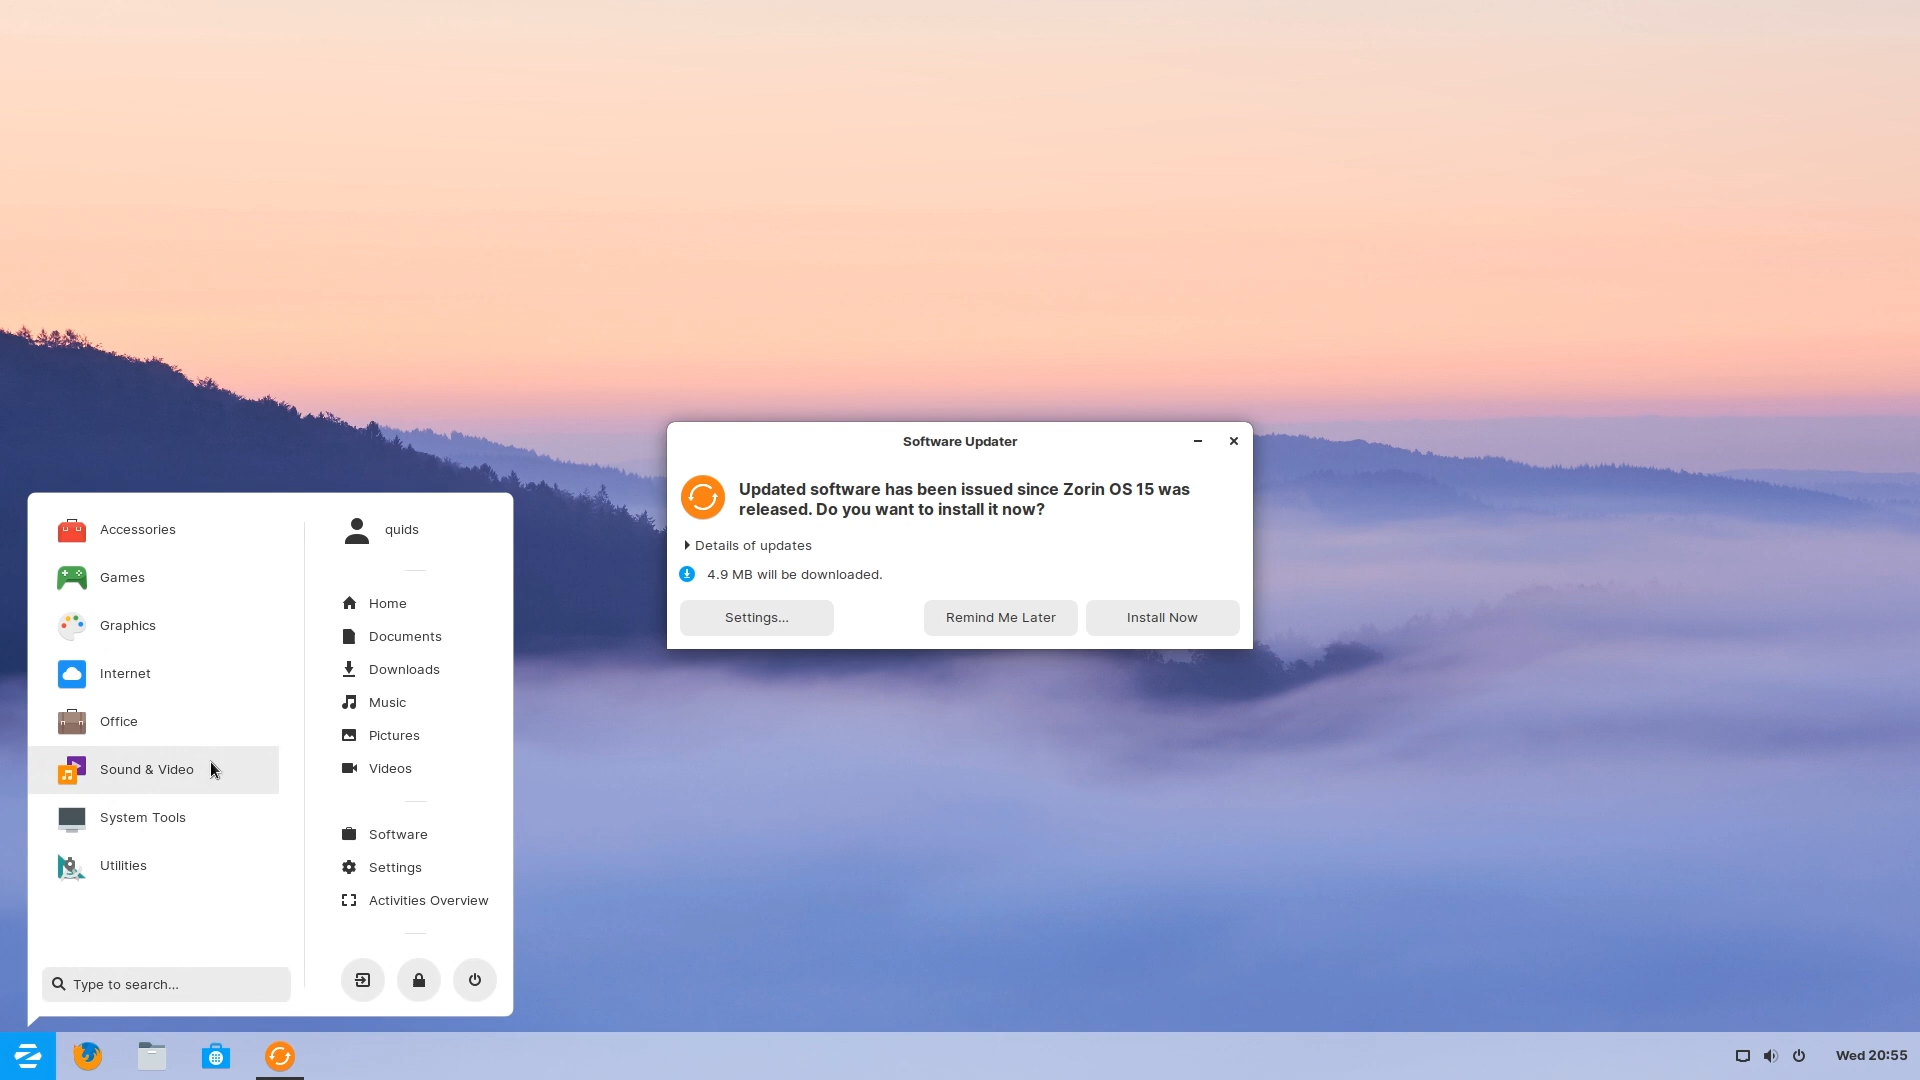 Software Updater
Updated software has been issued since Zorin OS 15 was
released. Do you want to install it now?
Details of updates
4.9 MB will be downloaded.
Settings...
Remind Me Later
Install Now
Accessories
Games
Graphics
Internet
Office
Sound & Video
System Tools
Utilities
Type to search...
quids
Home
Documents
Downloads
Music
Pictures
Videos
Software
Settings
Activities Overview
Wed 20:55